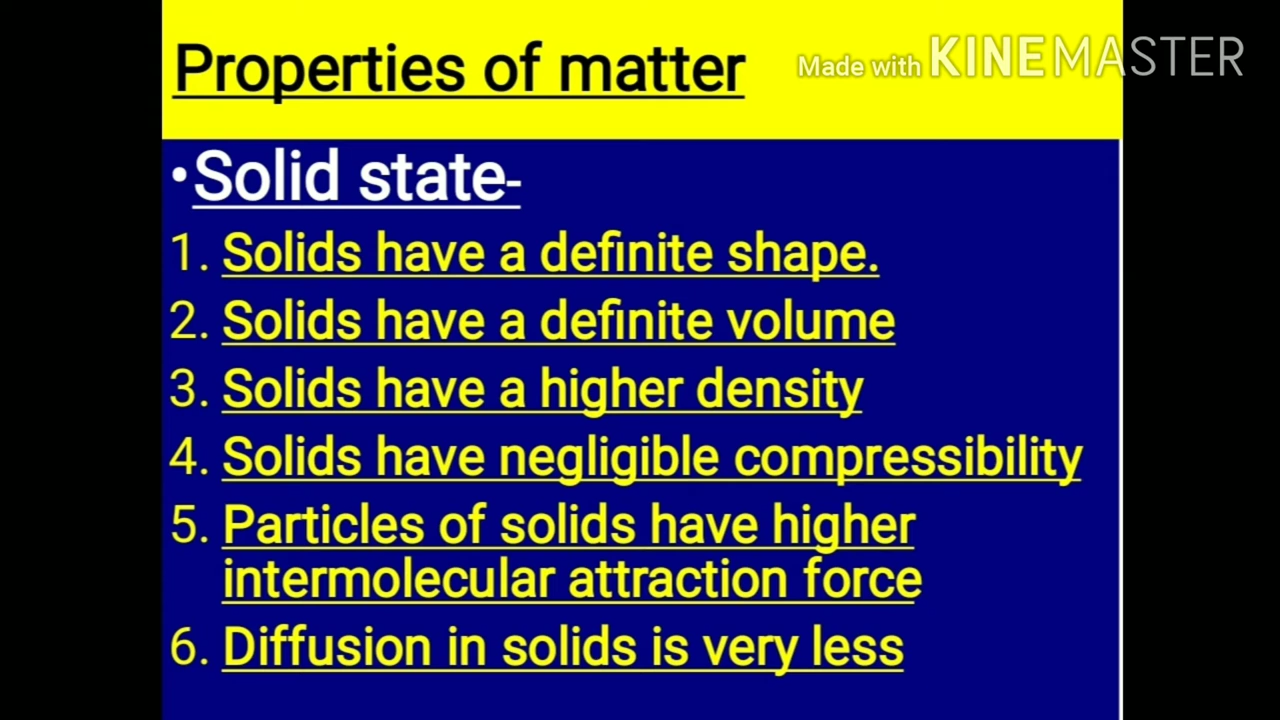 Properties of matter
Made with KINEMASTER
•Solid state-
1. Solids have a definite shape.
2. Solids have a definite volume
3. Solids have a higher density
4. Solids have negligible compressibility
5. Particles of solids have higher
intermolecular attraction force
6. Diffusion in solids is very less